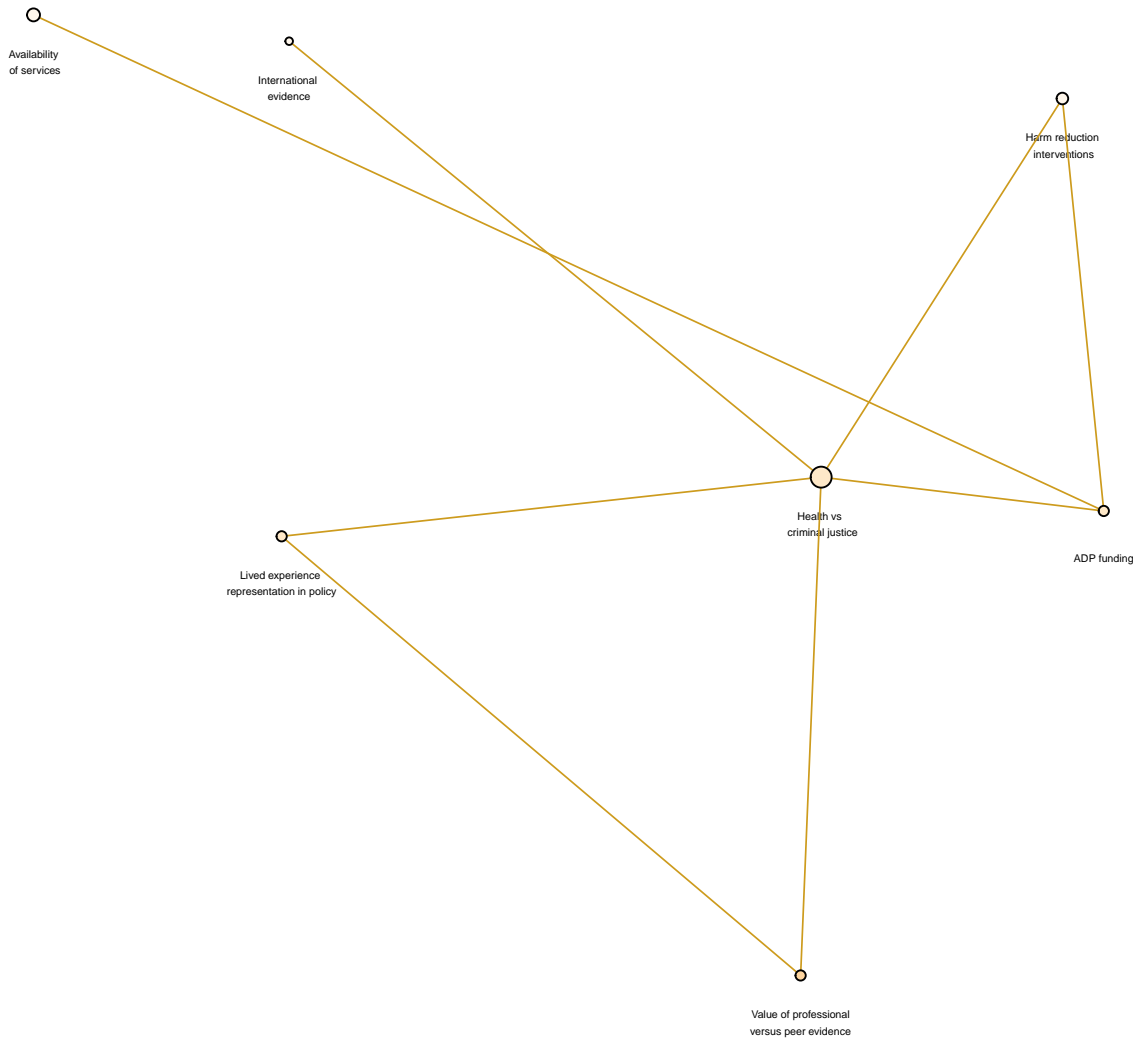 Availability
of services
International
evidence
Harm reduction
interventions
Health vs
criminal justice
ADP funding
Lived experience
representation in policy
Value of professional
versus peer evidence